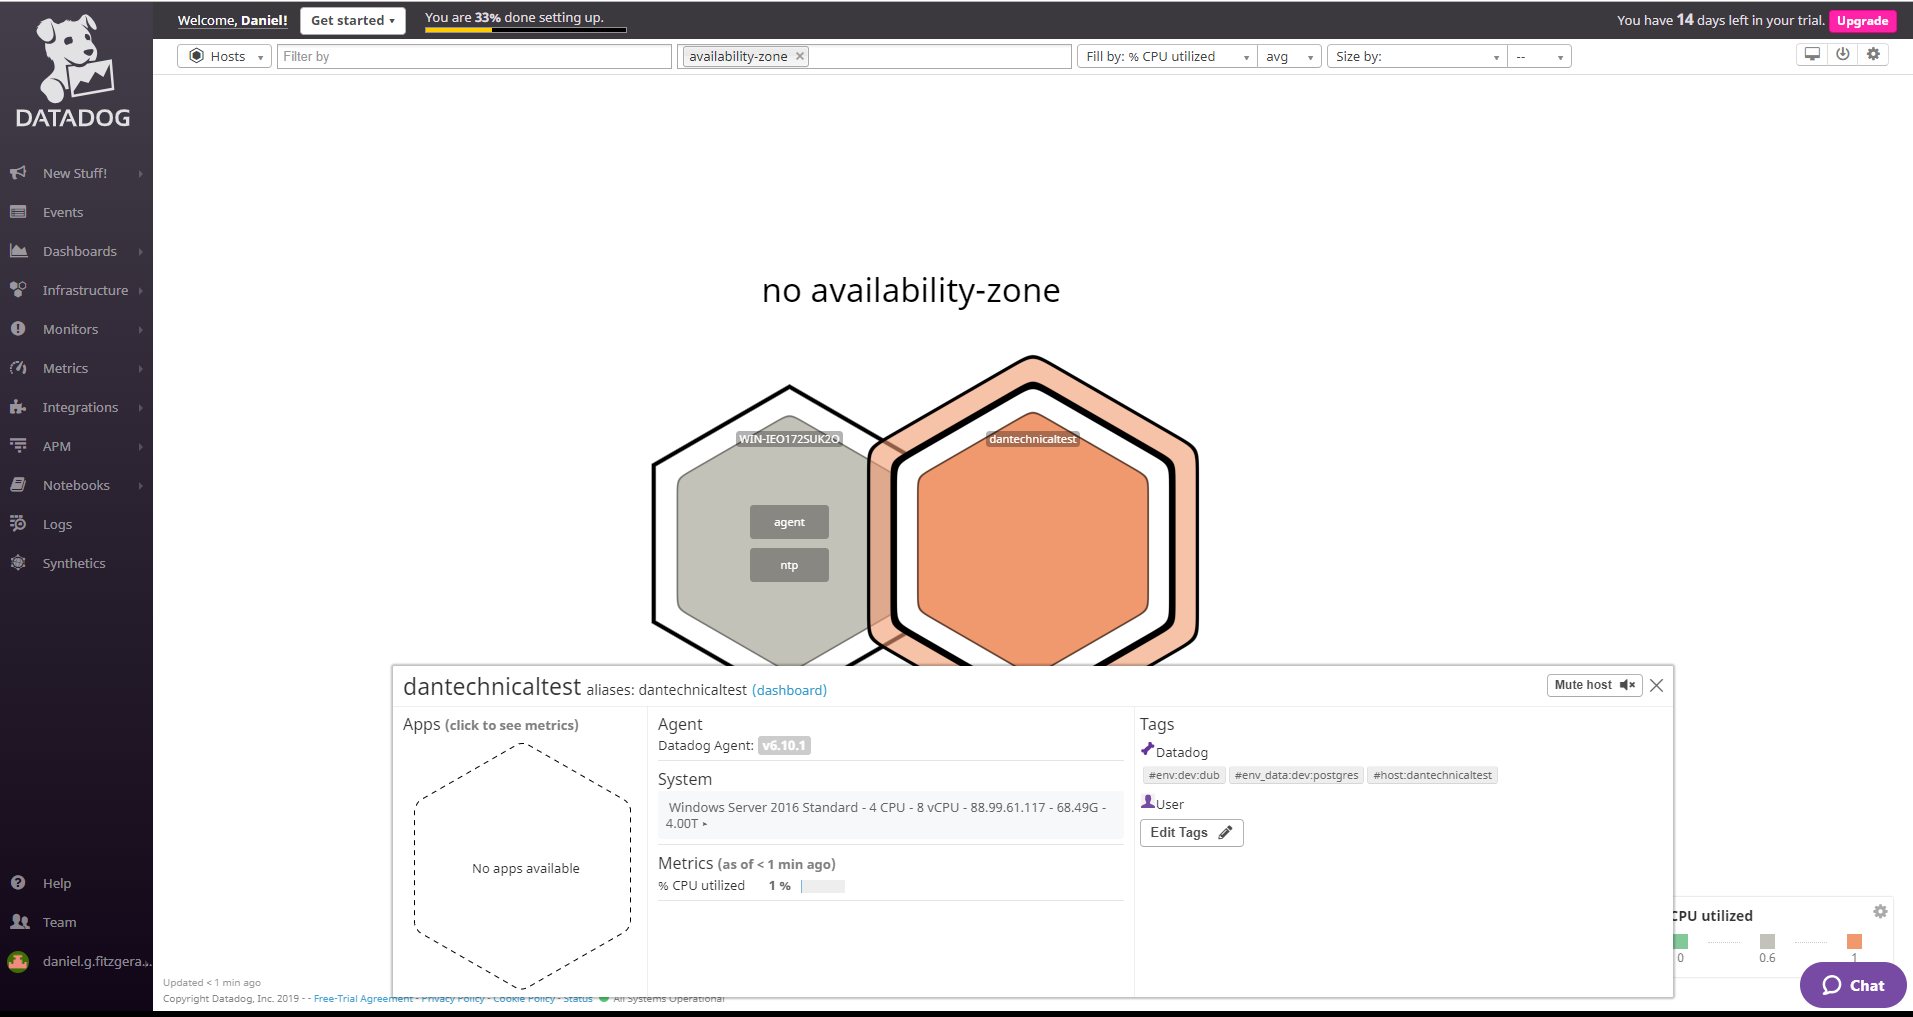 Welcome, Daniel!
Get started
You are 33% done setting up.
You have 14 days left in your trial.
Upgrade
DATADOG
New Stuff!
Events
Dashboards
Infrastructure
Monitors
Metrics
Integrations
APM
Notebooks
Logs
Synthetics
Help
Team
daniel.g.fitzgera...
Hosts
Filter by
availability-zone ×
Fill by: % CPU utilized
avg
Size by:
--
no availability-zone
WIN-IEO172SUK2O
agent
ntp
dantechnicaltest
dantechnicaltest aliases: dantechnicaltest (dashboard)
Mute host
Apps (click to see metrics)
No apps available
Agent
Datadog Agent: v6.10.1
System
Windows Server 2016 Standard - 4 CPU - 8 vCPU - 88.99.61.117 - 68.49G -
4.00T
Metrics (as of < 1 min ago)
% CPU utilized 1 %
Tags
Datadog
#env:dev:dub #env_data:dev:postgres #host:dantechnicaltest
User
Edit Tags
CPU utilized
0 0.6 1
Chat
Updated < 1 min ago
Copyright Datadog, Inc. 2019 - - Free-Trial Agreement - Privacy Policy - Cookie Policy - Status All Systems Operational